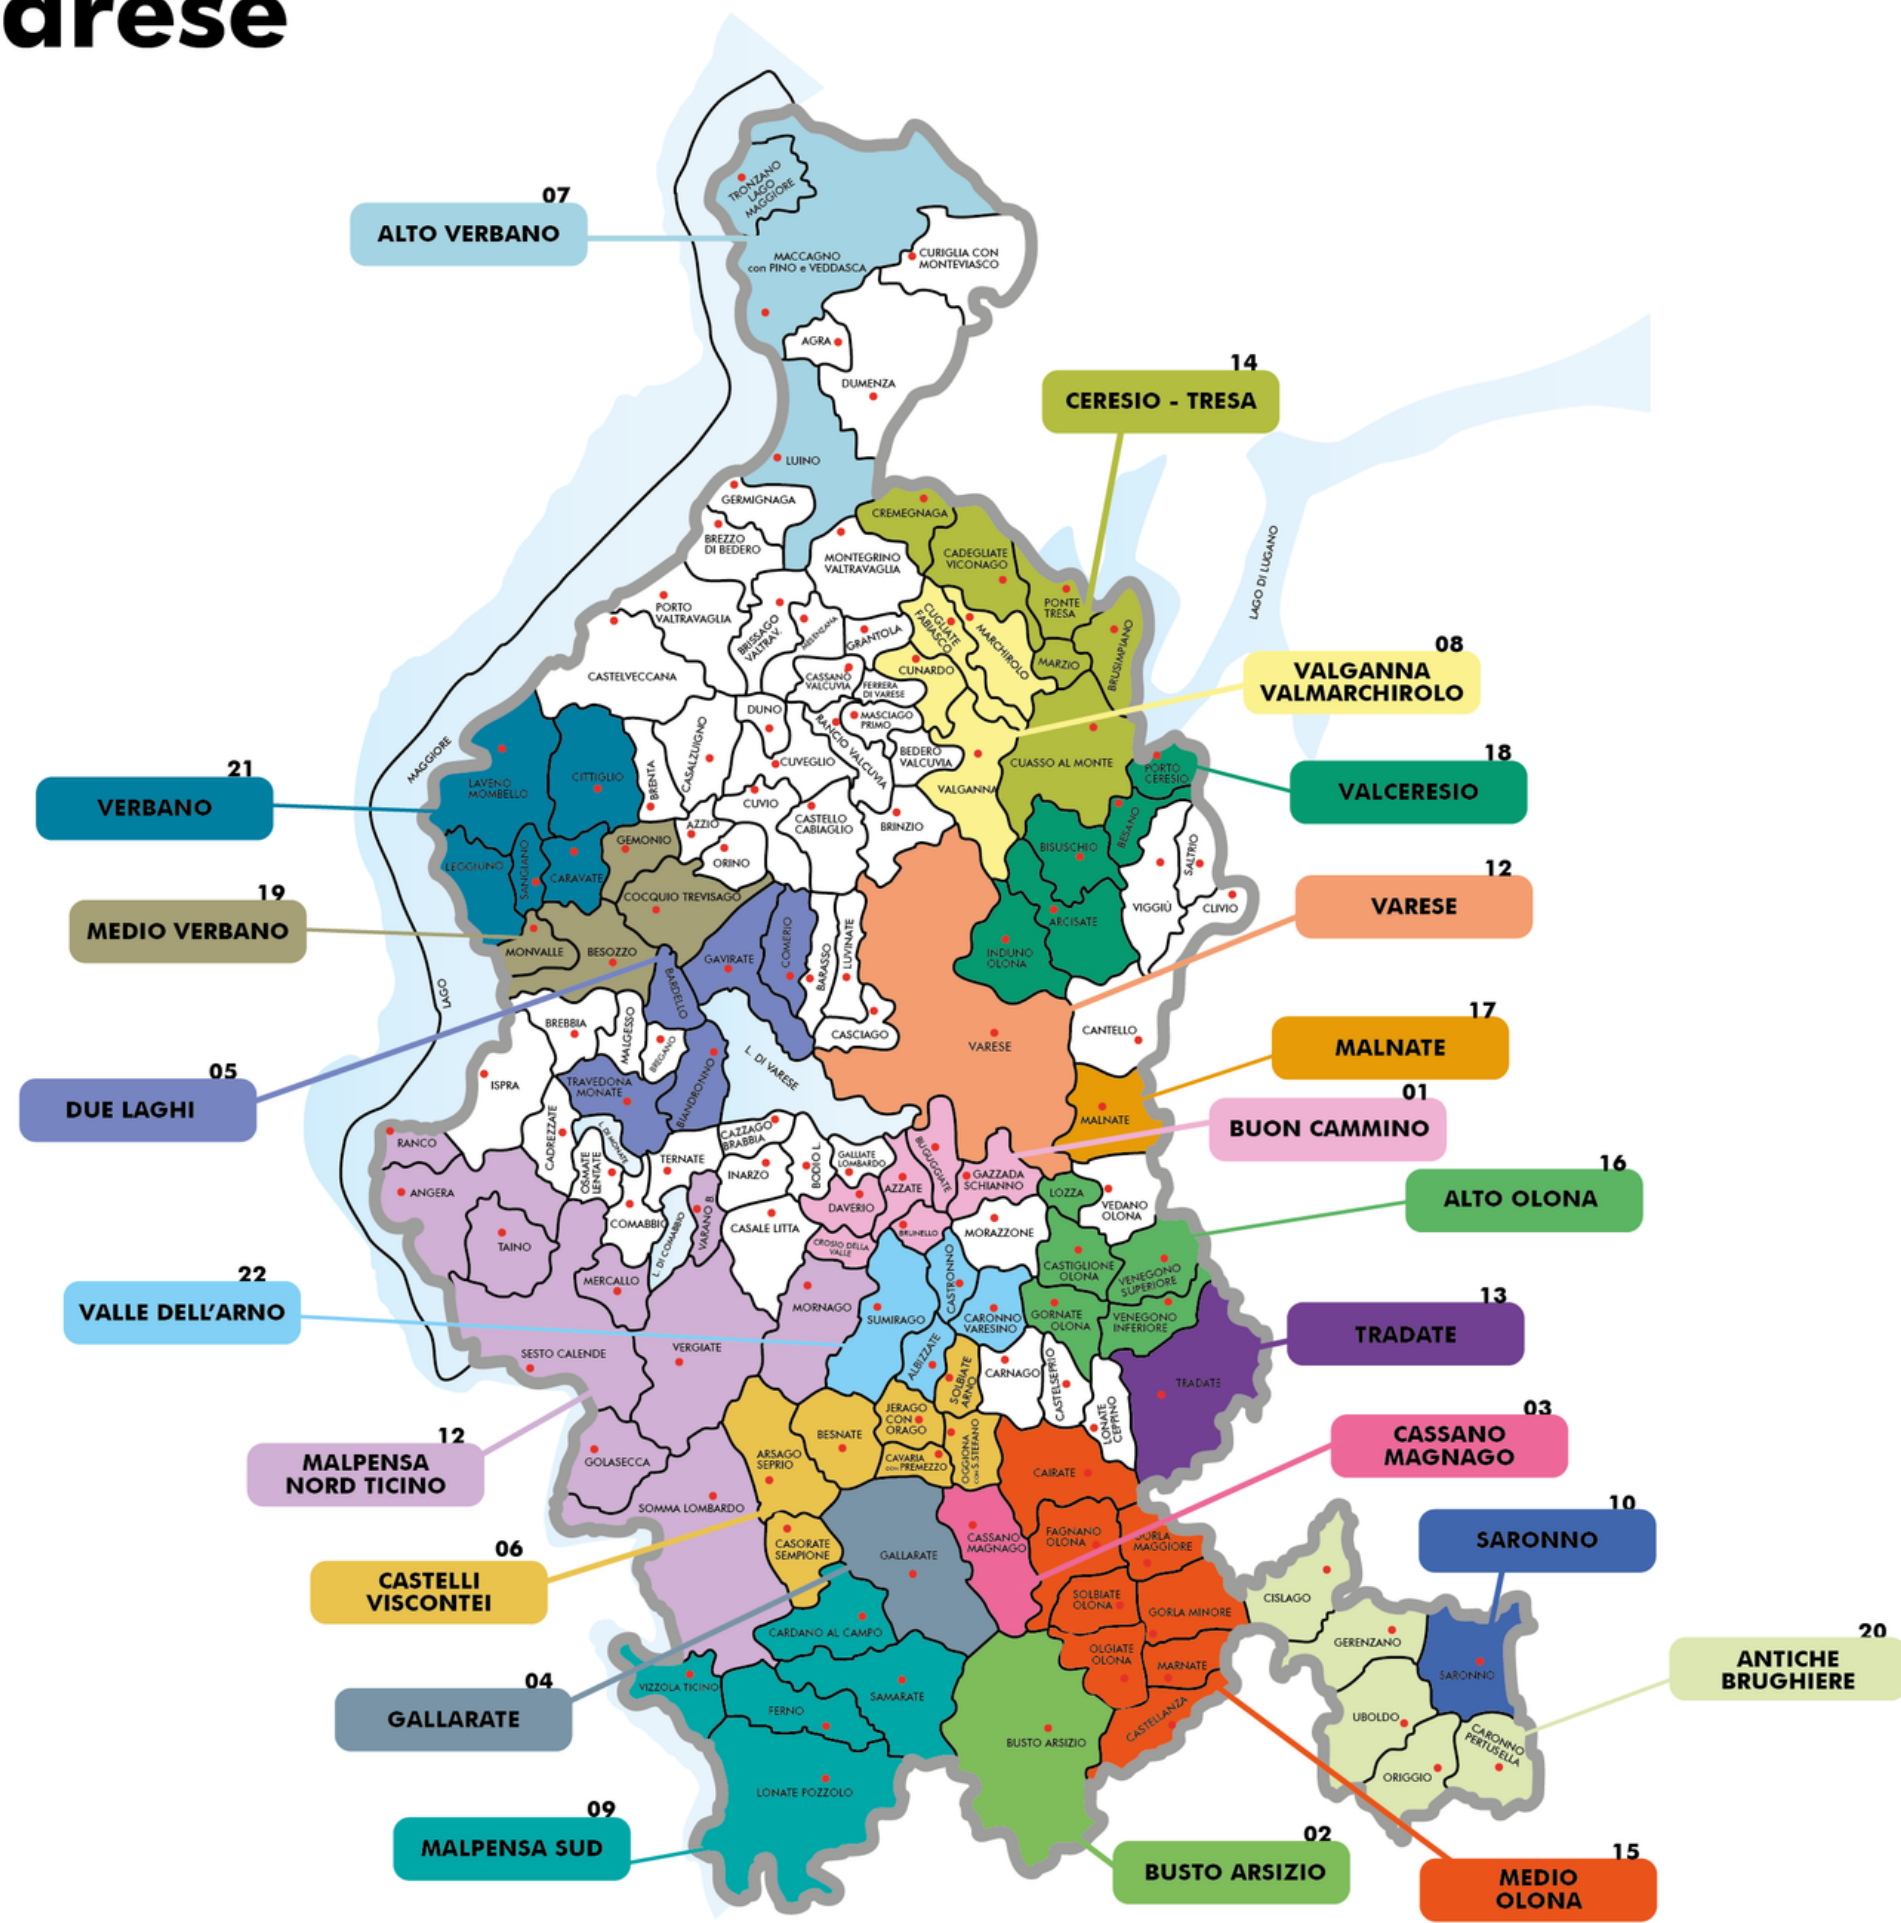 arese
07
ALTO VERBANO
TRONZANO
LAGO
MAGGIORE
MACCAGNO
con PINO e VEDDASCA
CURIGLIA CON
MONTEVIASCO
AGRA
DUMENZA
14
CERESIO - TRESA
LUINO
GERMIGNAGA
CREMEGNAGA
BREZZO
DI BEDERO
MONTEGRINO
VALTRAVAGLIA
CADEGLIATE
VICONAGO
LAGO DI LUGANO
PORTO
VALTRAVAGLIA
PONTE
TRESA
BRISSAGO
VALTRAV.
MELENZANA
GRANTOLA
CUGLIATE
FABIASCO
MARCHIROLO
MARZIO
BRUSIMPIANO
08
VALGANNA
VALMARCHIROLO
CASTELVECCANA
CASSANO
VALCUVIA
FERRERA
DI VARESE
CUNARDO
DUNO
MASCIAGO
PRIMO
RANCIO VALCUVIA
MAGGIORE
CASALZUIGNO
CUVEGLIO
BEDERO
VALCUVIA
CUASSO AL MONTE
PORTO
CERESIO
18
VALCERESIO
21
VERBANO
LAVENO
MOMBELLO
CITTIGLIO
BRENTA
VALGANNA
CUVIO
CASTELLO
CABIAGLIO
BRINZIO
AZZIO
BESANO
GEMONIO
ORINO
BISUSCHIO
SALTRIO
LEGGIUNO
SANGIANO
CARAVATE
12
VARESE
19
MEDIO VERBANO
COCQUIO TREVISAGO
VIGGIÙ
CLIVIO
ARCISATE
MONVALLE
BESOZZO
GAVIRATE
COMERIO
BARASSO
LUVINATE
INDUNO
OLONA
LAGO
BARDELLO
17
MALNATE
BREBBIA
MALGESSO
BREGANO
CASCIAGO
VARESE
CANTELLO
L. DI VARESE
05
DUE LAGHI
ISPRA
TRAVEDONA
MONATE
BIANDRONNO
MALNATE
01
BUON CAMMINO
RANCO
CADREZZATE
L. DI MONATE
OSMATE
LENTATE
TERNATE
CAZZAGO
BRABBIA
INARZO
BODIO L.
GALLIATE
LOMBARDO
BUGUGGIATE
AZZATE
GAZZADA
SCHIANNO
16
ALTO OLONA
ANGERA
COMABBIO
L. DI COMABBIO
VARANO B.
CASALE LITTA
DAVERIO
BRUNELLO
LOZZA
VEDANO
OLONA
MORAZZONE
TAINO
CROSIO DELLA
VALLE
CASTIGLIONE
OLONA
VENEGONO
SUPERIORE
22
VALLE DELL'ARNO
MERCALLO
MORNAGO
SUMIRAGO
CASTRONNO
CARONNO
VARESINO
GORNATE
OLONA
VENEGONO
INFERIORE
13
TRADATE
SESTO CALENDE
VERGIATE
ALBIZZATE
SOLBIATE
ARNO
CARNAGO
CASTELSEPRIO
LONATE
CEPPINO
TRADATE
12
MALPENSA
NORD TICINO
GOLASECCA
ARSAGO
SEPRIO
BESNATE
JERAGO
CON
ORAGO
CAVARIA
CON PREMEZZO
OGGIONA
CON S.STEFANO
CAIRATE
03
CASSANO
MAGNAGO
SOMMA LOMBARDO
10
SARONNO
CASORATE
SEMPIONE
GALLARATE
CASSANO
MAGNAGO
FAGNANO
OLONA
GORLA
MAGGIORE
06
CASTELLI
VISCONTEI
SOLBIATE
OLONA
GORLA MINORE
CISLAGO
CARDANO AL CAMPO
GERENZANO
20
ANTICHE
BRUGHIERE
OLGIATE
OLONA
MARNATE
SARONNO
04
GALLARATE
VIZZOLA TICINO
FERNO
SAMARATE
CASTELLANZA
UBOLDO
CARONNO
PERTUSELLA
BUSTO ARSIZIO
ORIGGIO
LONATE POZZOLO
09
MALPENSA SUD
02
BUSTO ARSIZIO
15
MEDIO
OLONA